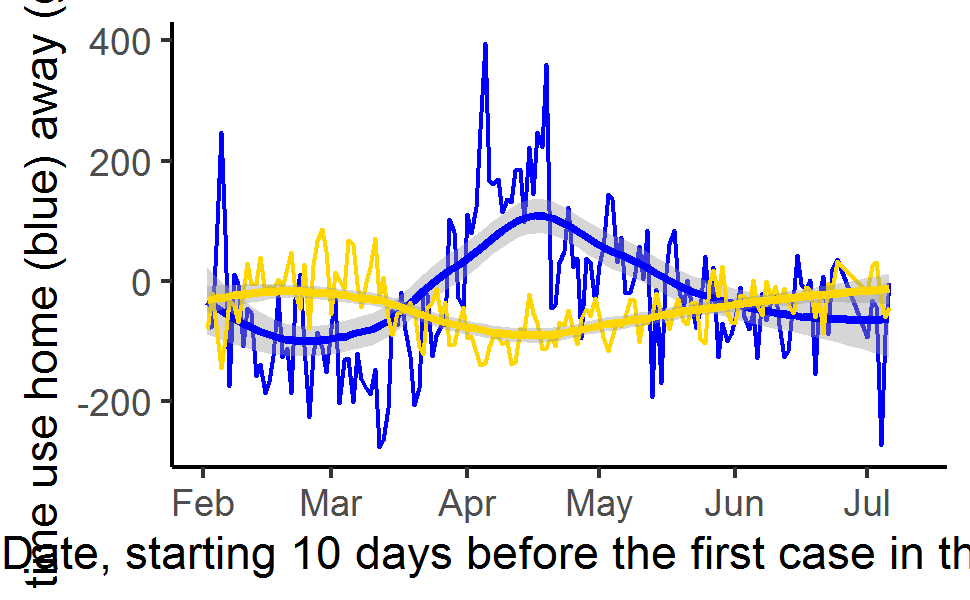 time use home (blue) away (
400
200
0
-200
Feb Mar Apr May Jun Jul
Date, starting 10 days before the first case in th